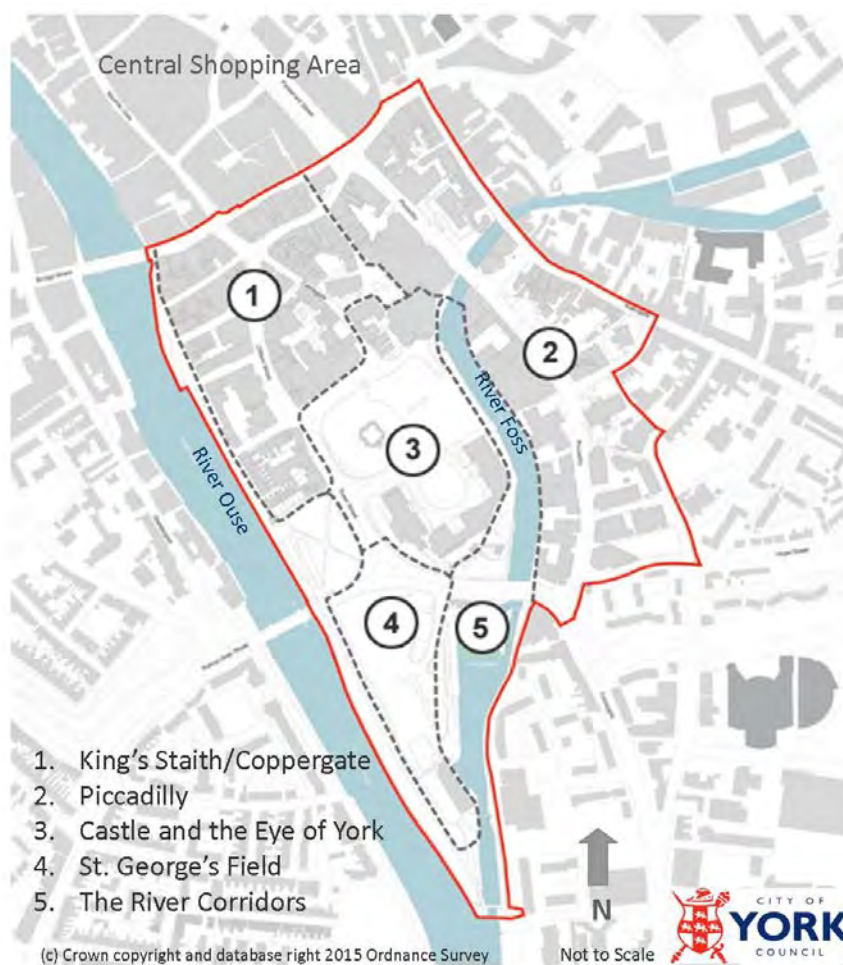 Central Shopping Area
1
2
3
4
5
River Foss
River Ouse
1. King's Staith/Coppergate
2. Piccadilly
3. Castle and the Eye of York
4. St. George's Field
5. The River Corridors
N
(c) Crown copyright and database right 2015 Ordnance Survey
Not to Scale
CITY OF
YORK
COUNCIL